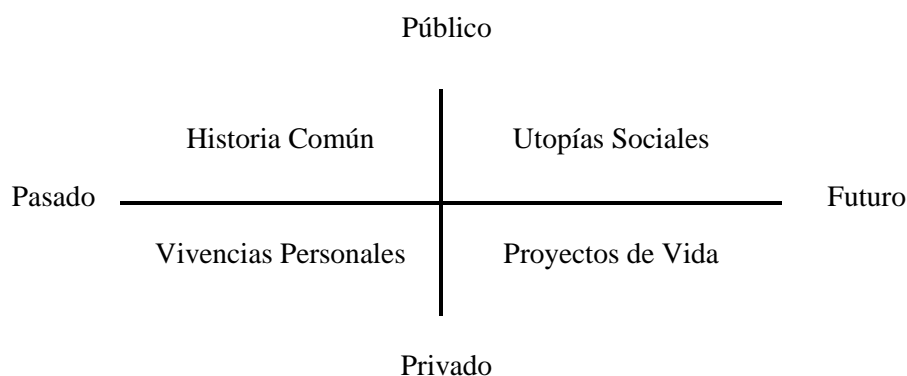 Público
Historia Común Utopías Sociales
Pasado Futuro
Vivencias Personales Proyectos de Vida
Privado